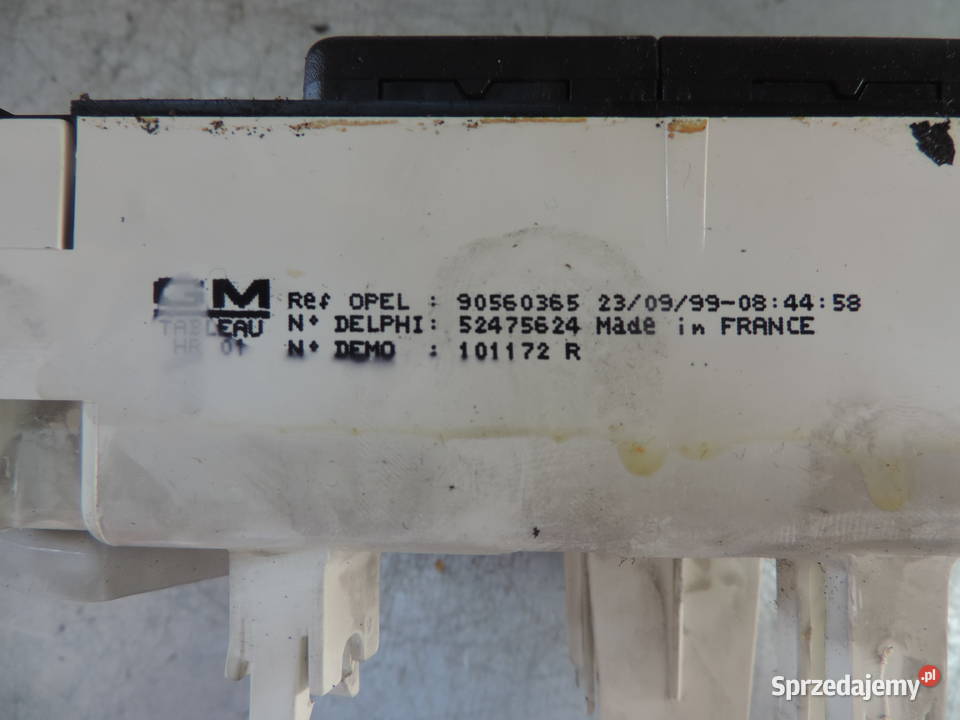 GM Ref OPEL : 90560365 23/09/99-08:44:58
TABLEAU N° DELPHI: 52475624 Made in FRANCE
N° DEMO : 101172 R
Sprzedajemy.pl